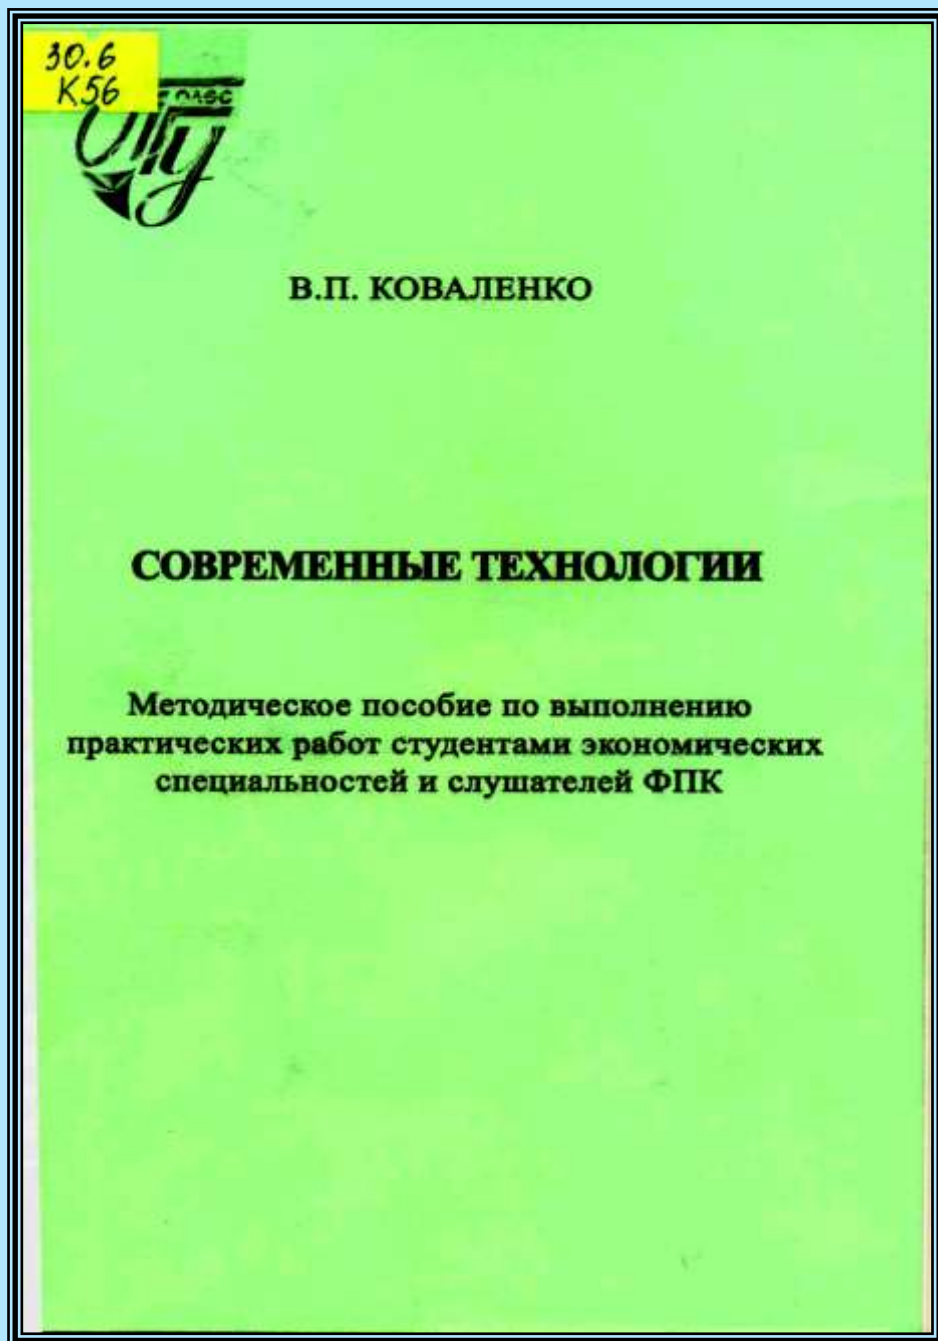 30.6
К56
В.П. КОВАЛЕНКО
СОВРЕМЕННЫЕ ТЕХНОЛОГИИ
Методическое пособие по выполнению
практических работ студентами экономических
специальностей и слушателей ФПК